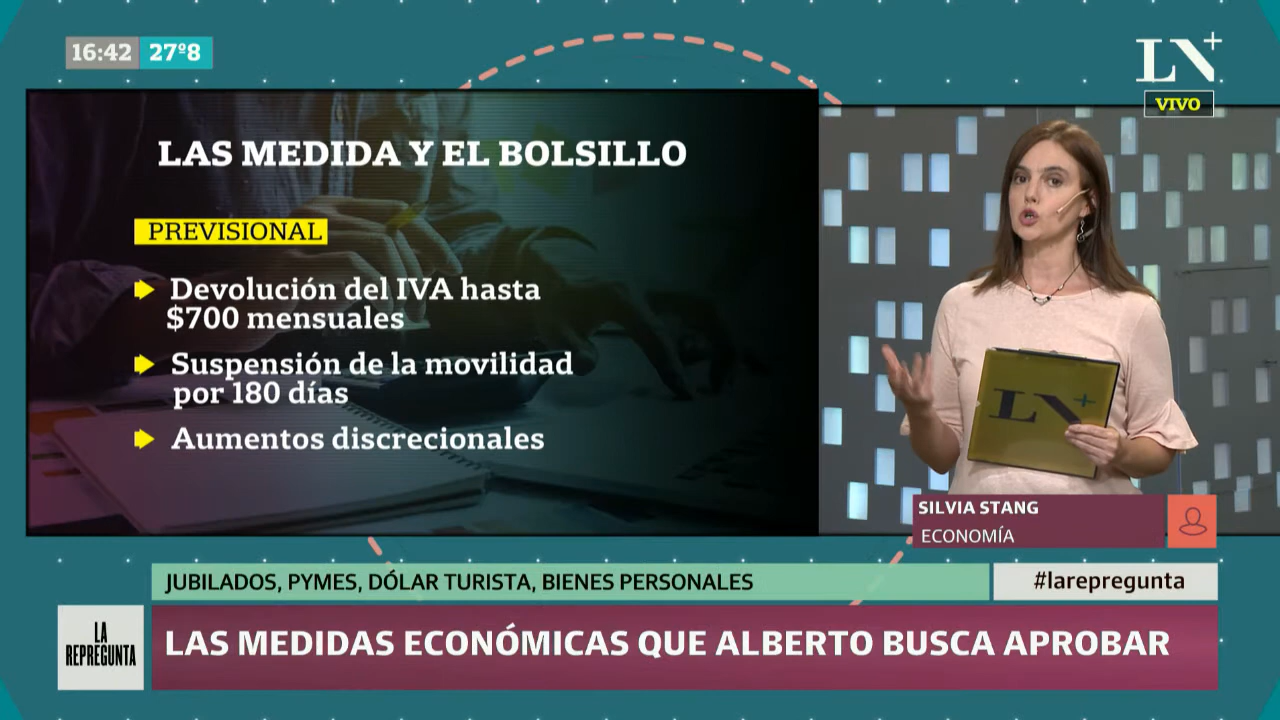 16:42 27º8
LN+
VIVO
LAS MEDIDA Y EL BOLSILLO
PREVISIONAL
Devolución del IVA hasta
$700 mensuales
Suspensión de la movilidad
por 180 días
Aumentos discrecionales
LN+
SILVIA STANG
ECONOMÍA
JUBILADOS, PYMES, DÓLAR TURISTA, BIENES PERSONALES
#larepregunta
LA
REPREGUNTA
LAS MEDIDAS ECONÓMICAS QUE ALBERTO BUSCA APROBAR